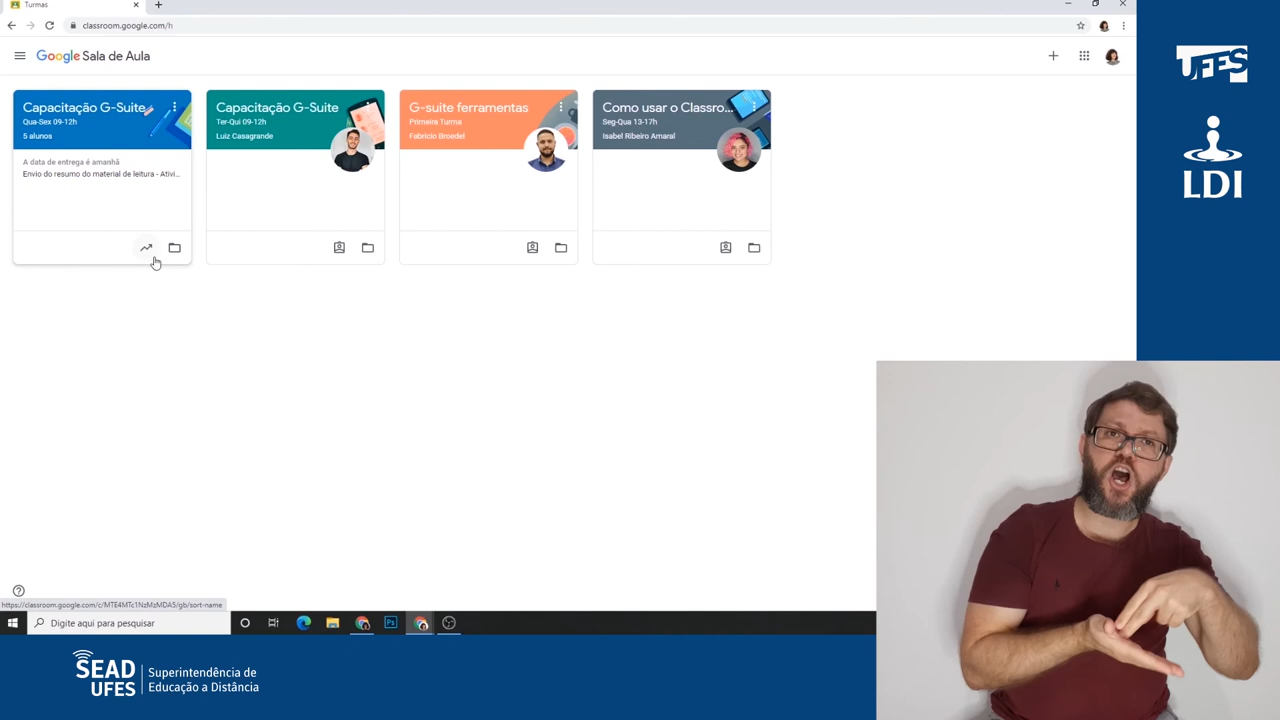 Turmas
classroom.google.com/h
Google Sala de Aula
Capacitação G-Suite
Qua-Sex 09-12h
5 alunos
A data de entrega é amanhã
Envio do resumo do material de leitura - Ativi...
Capacitação G-Suite
Ter-Qui 09-12h
Luiz Casagrande
G-suite ferramentas
Primeira Turma
Fabricio Broedel
Como usar o Classro...
Seg-Qua 13-17h
Isabel Ribeiro Amaral
UFES
LDI
https://classroom.google.com/c/MTE4MTc1NzMzMDA5/gb/sort-name
Digite aqui para pesquisar
Ps
SEAD
UFES
Superintendência de
Educação a Distância